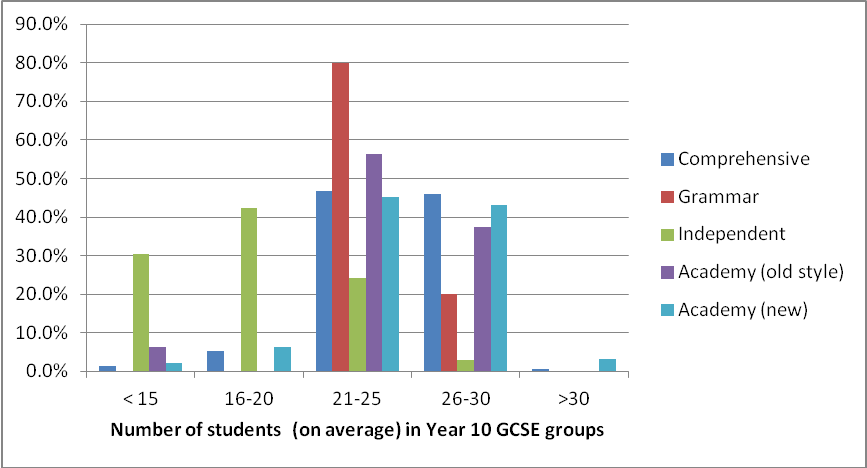 90.0%
80.0%
70.0%
60.0%
50.0%
40.0%
30.0%
20.0%
10.0%
0.0%
< 15 16-20 21-25 26-30 >30
Number of students (on average) in Year 10 GCSE groups
Comprehensive
Grammar
Independent
Academy (old style)
Academy (new)